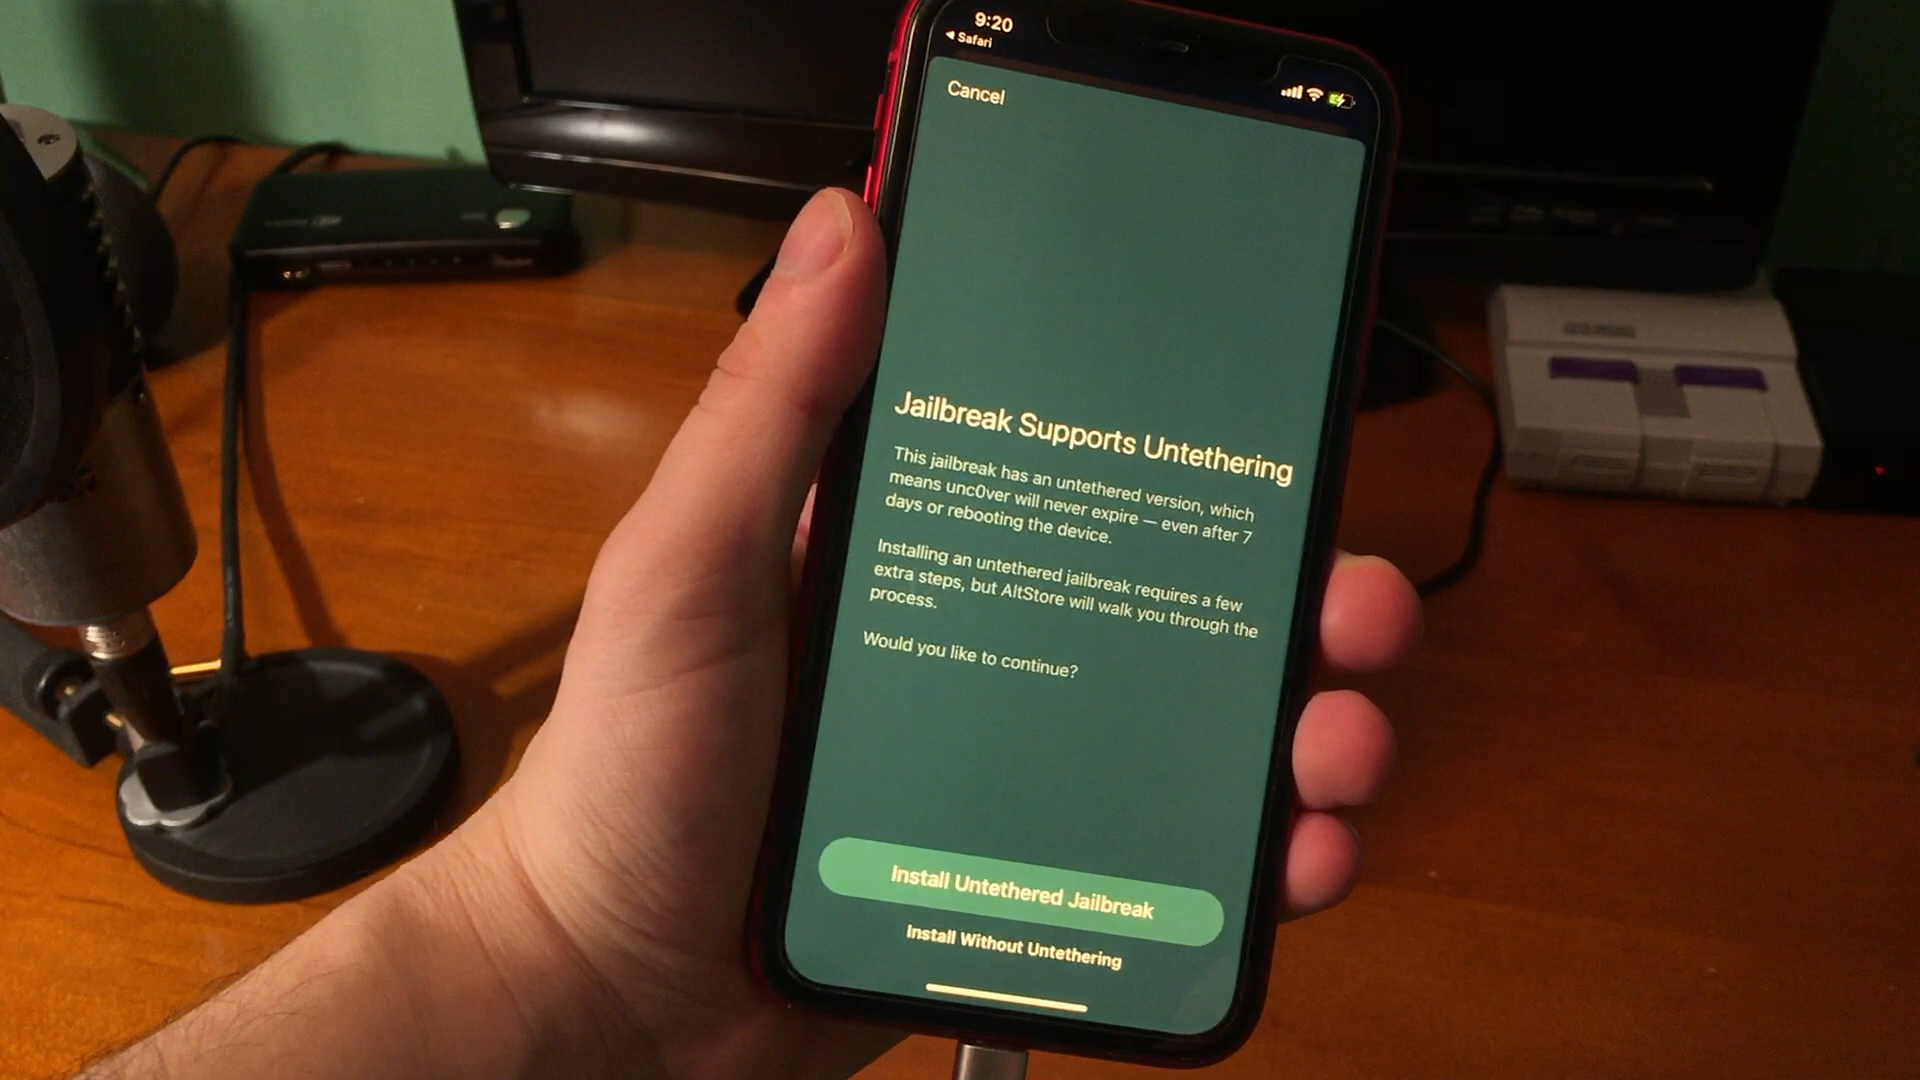 9:20
◀ Safari
Cancel
Jailbreak Supports Untethering
This jailbreak has an untethered version, which
means unc0ver will never expire — even after 7
days or rebooting the device.
Installing an untethered jailbreak requires a few
extra steps, but AltStore will walk you through the
process.
Would you like to continue?
Install Untethered Jailbreak
Install Without Untethering